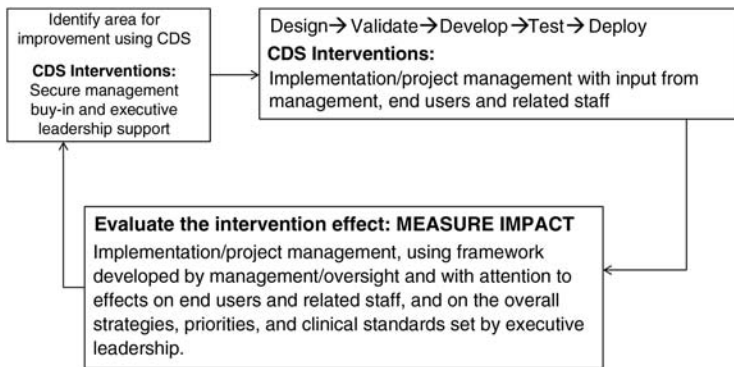 Identify area for
improvement using CDS
CDS Interventions:
Secure management
buy-in and executive
leadership support
Design→Validate→Develop→Test→ Deploy
CDS Interventions:
Implementation/project management with input from
management, end users and related staff
Evaluate the intervention effect: MEASURE IMPACT
Implementation/project management, using framework
developed by management/oversight and with attention to
effects on end users and related staff, and on the overall
strategies, priorities, and clinical standards set by executive
leadership.